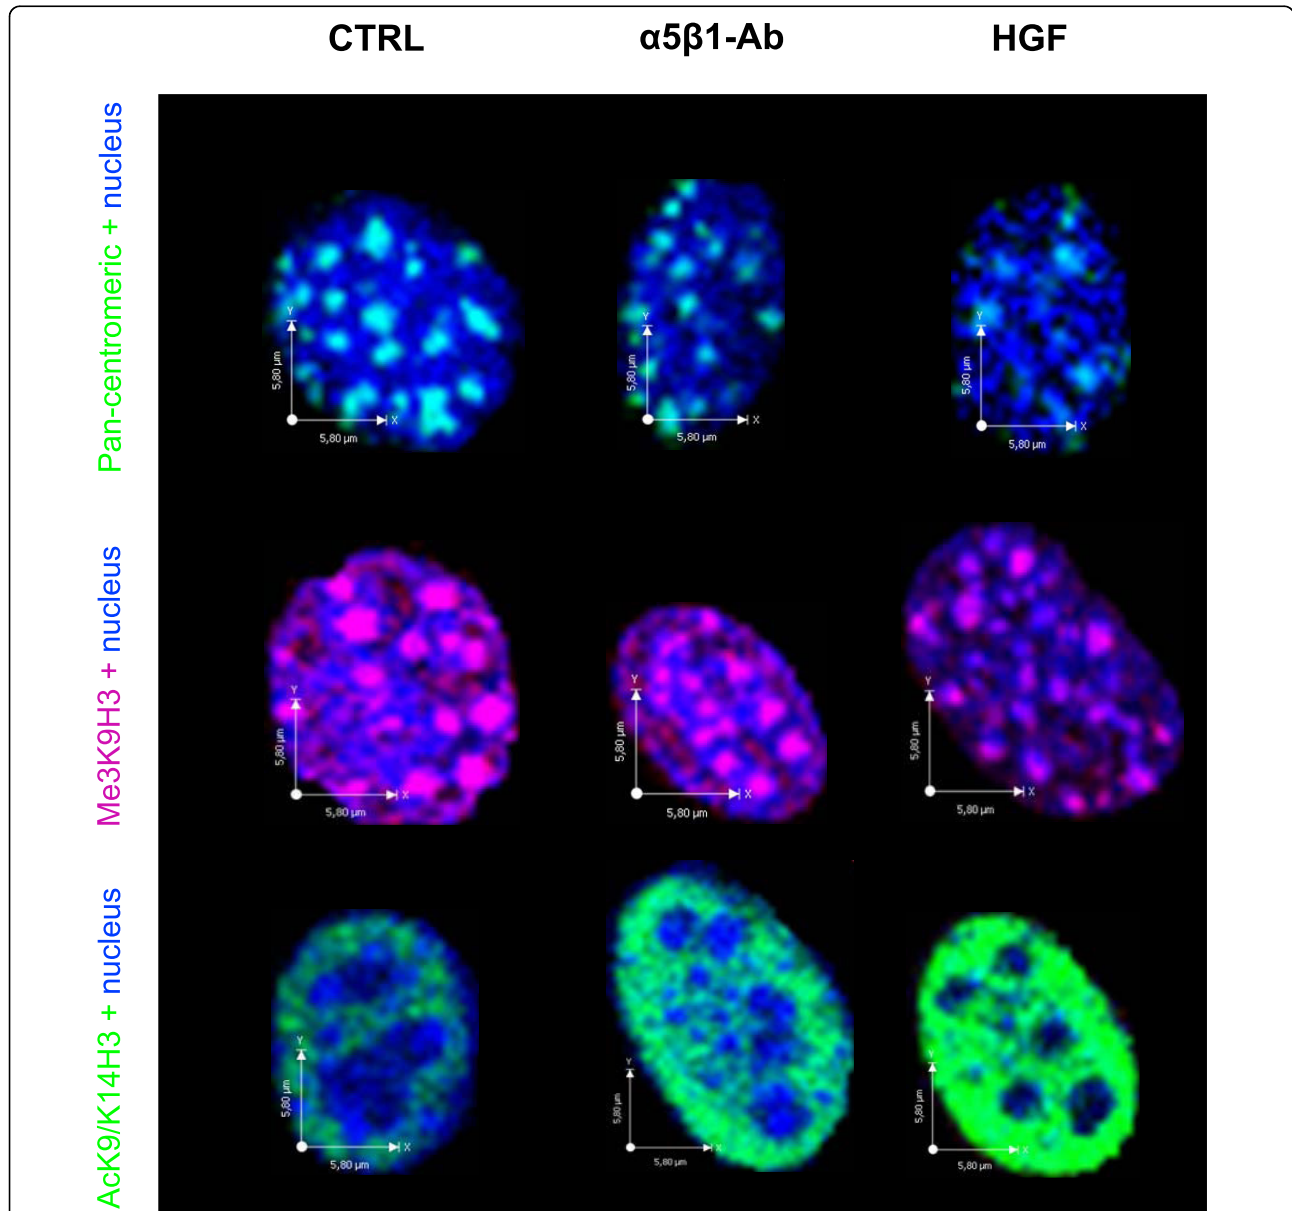 CTRL α5β1-Ab HGF
Pan-centromeric + nucleus
Y Y Y
5,80 µm 5,80 µm 5,80 µm
X X X
5,80 µm 5,80 µm 5,80 µm
Me3K9H3 + nucleus
Y Y Y
5,80 µm 5,80 µm 5,80 µm
X X X
5,80 µm 5,80 µm 5,80 µm
AcK9/K14H3 + nucleus
Y Y Y
5,80 µm 5,80 µm 5,80 µm
X X X
5,80 µm 5,80 µm 5,80 µm